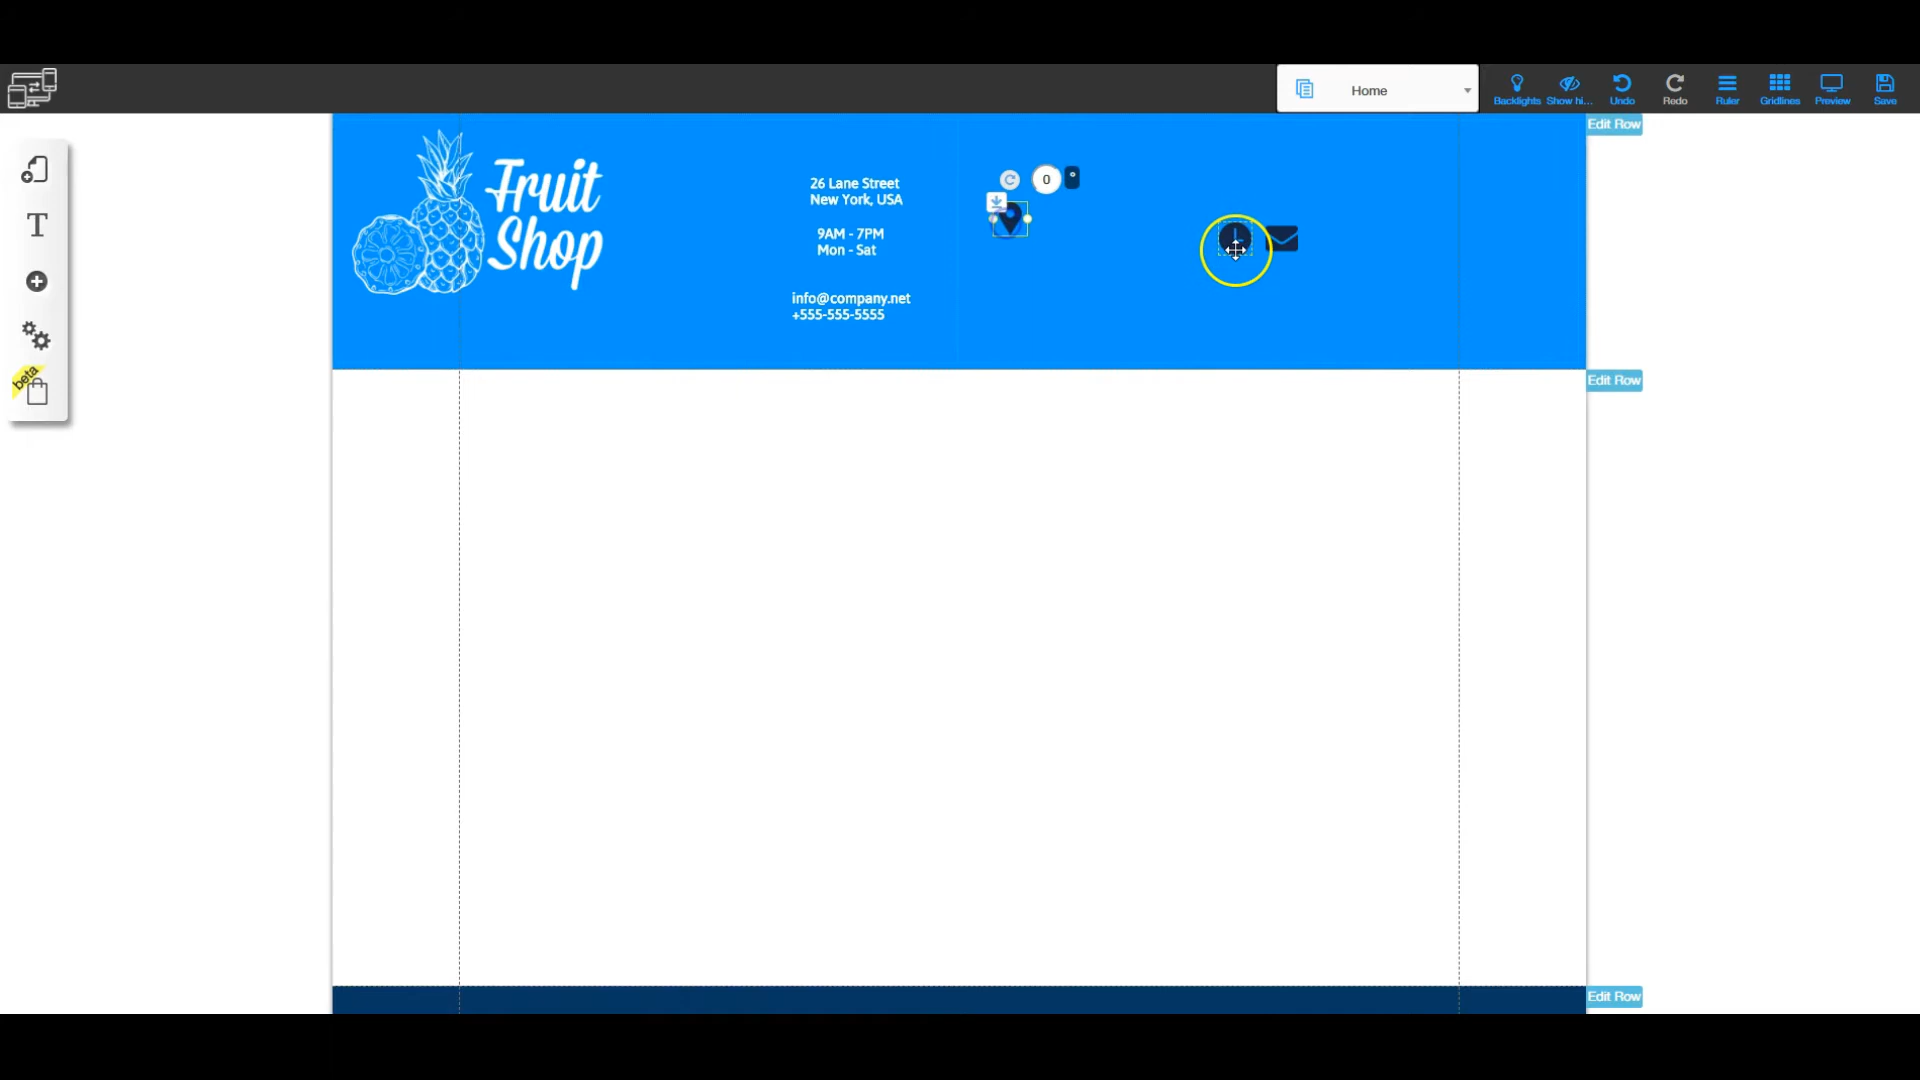 Home
Backlights
Show hi...
Undo
Redo
Ruler
Gridlines
Preview
Save
Edit Row
Fruit
Shop
26 Lane Street
New York, USA
0
9AM - 7PM
Mon - Sat
info@company.net
+555-555-5555
T
beta
Edit Row
Edit Row